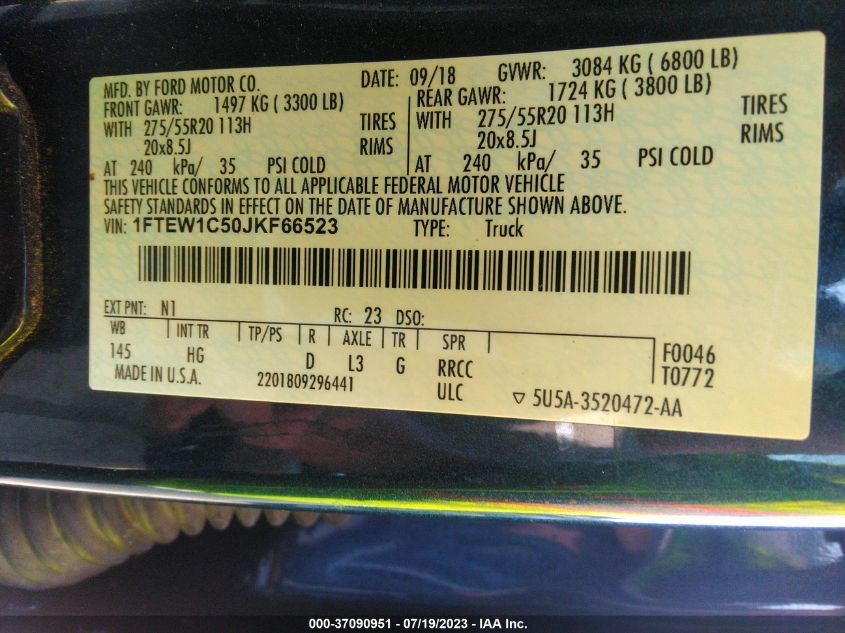 MFD. BY FORD MOTOR CO. DATE: 09/18 GVWR: 3084 KG ( 6800 LB)
FRONT GAWR: 1497 KG ( 3300 LB) REAR GAWR: 1724 KG ( 3800 LB)
WITH 275/55R20 113H TIRES WITH 275/55R20 113H TIRES
20x8.5J RIMS 20x8.5J RIMS
AT 240 kPa/ 35 PSI COLD AT 240 kPa/ 35 PSI COLD
THIS VEHICLE CONFORMS TO ALL APPLICABLE FEDERAL MOTOR VEHICLE
SAFETY STANDARDS IN EFFECT ON THE DATE OF MANUFACTURE SHOWN ABOVE.
VIN: 1FTEW1C50JKF66523 TYPE: Truck
EXT PNT: N1 RC: 23 DSO:
WB INT TR TP/PS R AXLE TR SPR
145 HG D L3 G RRCC F0046
MADE IN U.S.A. 2201809296441 ULC T0772
▽ 5U5A-3520472-AA
000-37090951 - 07/19/2023 - IAA Inc.